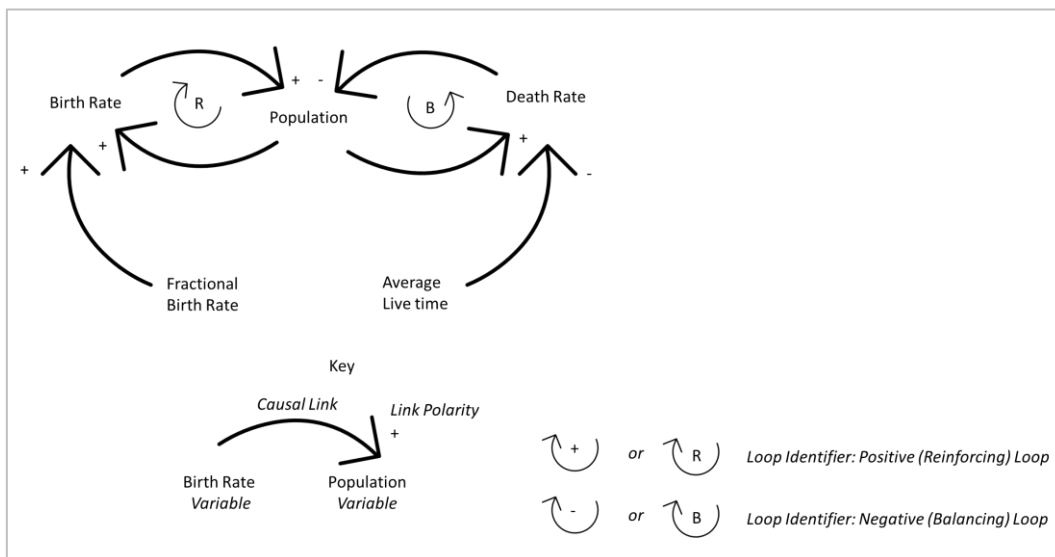 + -
Birth Rate
R
Population
B
Death Rate
+
+
+
-
Fractional
Birth Rate
Average
Live time
Key
Causal Link
Link Polarity
+
Birth Rate
Variable
Population
Variable
+ or R Loop Identifier: Positive (Reinforcing) Loop
- or B Loop Identifier: Negative (Balancing) Loop